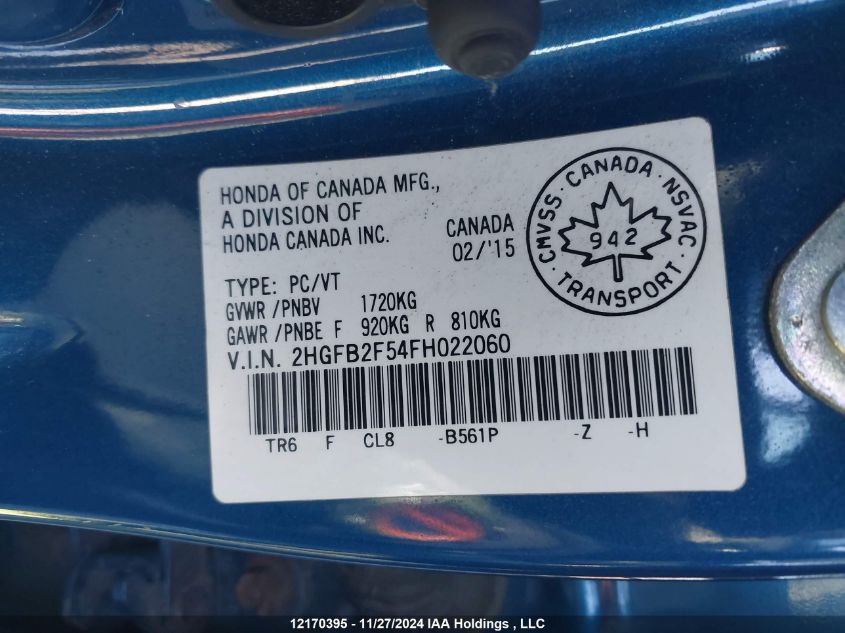 HONDA OF CANADA MFG.,
A DIVISION OF
HONDA CANADA INC.
CANADA
02/'15
CMVSS · CANADA · NSVAC · TRANSPORT ·
942
TYPE: PC/VT
GVWR /PNBV 1720KG
GAWR /PNBE F 920KG R 810KG
V.I.N. 2HGFB2F54FH022060
TR6 F CL8 -B561P -Z -H
12170395 - 11/27/2024 IAA Holdings , LLC